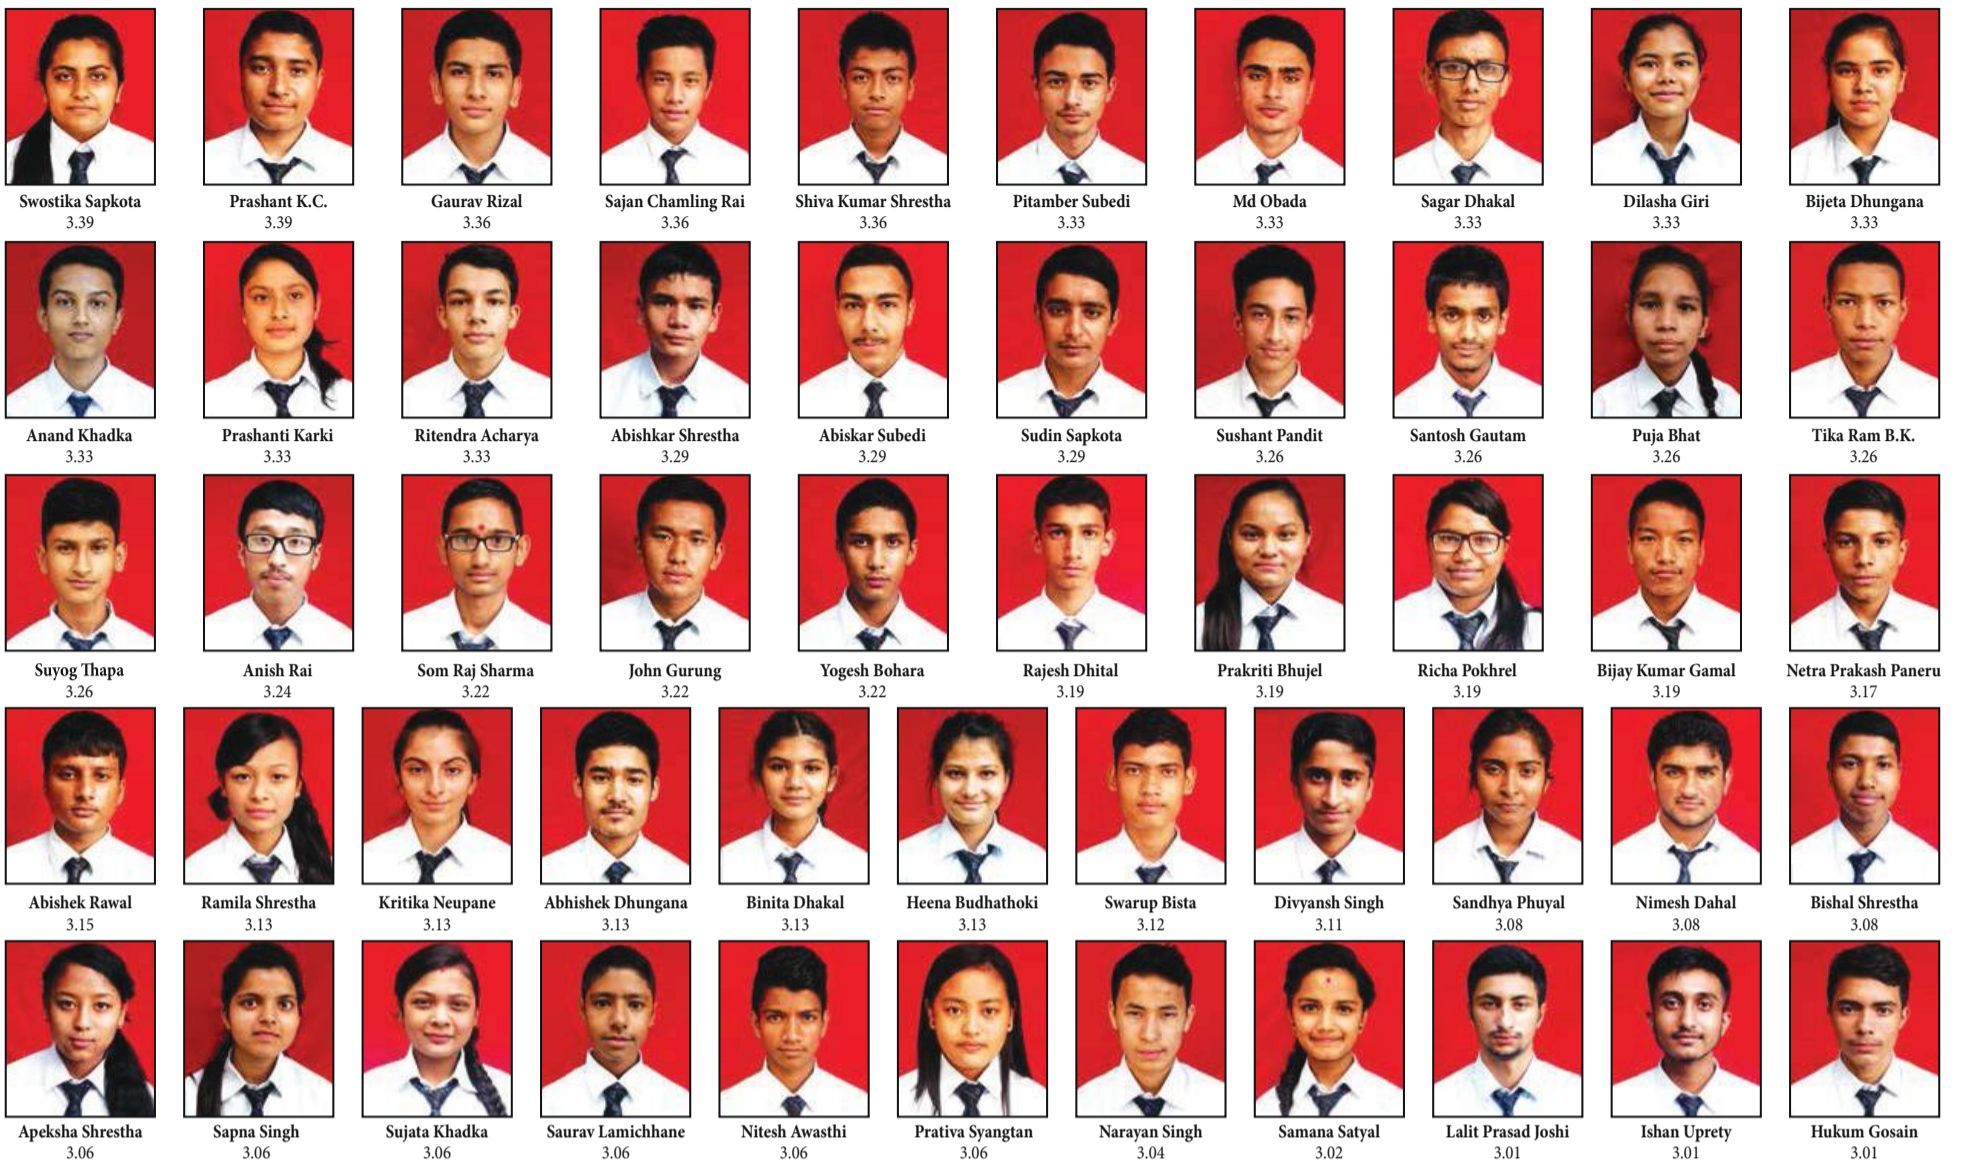 Swostika Sapkota Prashant K.C. Gaurav Rizal Sajan Chamling Rai Shiva Kumar Shrestha Pitamber Subedi Md Obada Sagar Dhakal Dilasha Giri Bijeta Dhungana
3.39 3.39 3.36 3.36 3.36 3.33 3.33 3.33 3.33 3.33
Anand Khadka Prashanti Karki Ritendra Acharya Abishkar Shrestha Abiskar Subedi Sudin Sapkota Sushant Pandit Santosh Gautam Puja Bhat Tika Ram B.K.
3.33 3.33 3.33 3.29 3.29 3.29 3.26 3.26 3.26 3.26
Suyog Thapa Anish Rai Som Raj Sharma John Gurung Yogesh Bohara Rajesh Dhital Prakriti Bhujel Richa Pokhrel Bijay Kumar Gamal Netra Prakash Paneru
3.26 3.24 3.22 3.22 3.22 3.19 3.19 3.19 3.19 3.17
Abishek Rawal Ramila Shrestha Kritika Neupane Abhishek Dhungana Binita Dhakal Heena Budhathoki Swarup Bista Divyansh Singh Sandhya Phuyal Nimesh Dahal Bishal Shrestha
3.15 3.13 3.13 3.13 3.13 3.13 3.12 3.11 3.08 3.08 3.08
Apeksha Shrestha Sapna Singh Sujata Khadka Saurav Lamichhane Nitesh Awasthi Prativa Syangtan Narayan Singh Samana Satyal Lalit Prasad Joshi Ishan Uprety Hukum Gosain
3.06 3.06 3.06 3.06 3.06 3.06 3.04 3.02 3.01 3.01 3.01